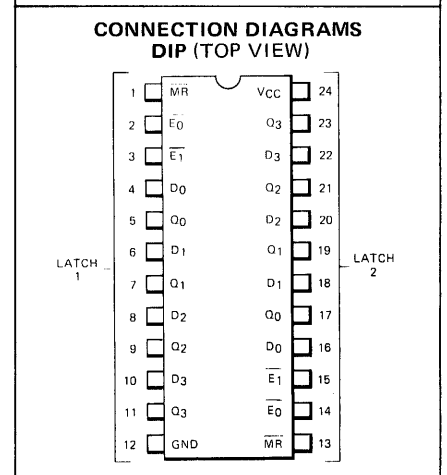 CONNECTION DIAGRAMS
DIP (TOP VIEW)
1 MR VCC 24
2 E0 Q3 23
3 E1 D3 22
4 D0 Q2 21
5 Q0 D2 20
6 D1 Q1 19
LATCH 1
LATCH 2
7 Q1 D1 18
8 D2 Q0 17
9 Q2 D0 16
10 D3 E1 15
11 Q3 E0 14
12 GND MR 13